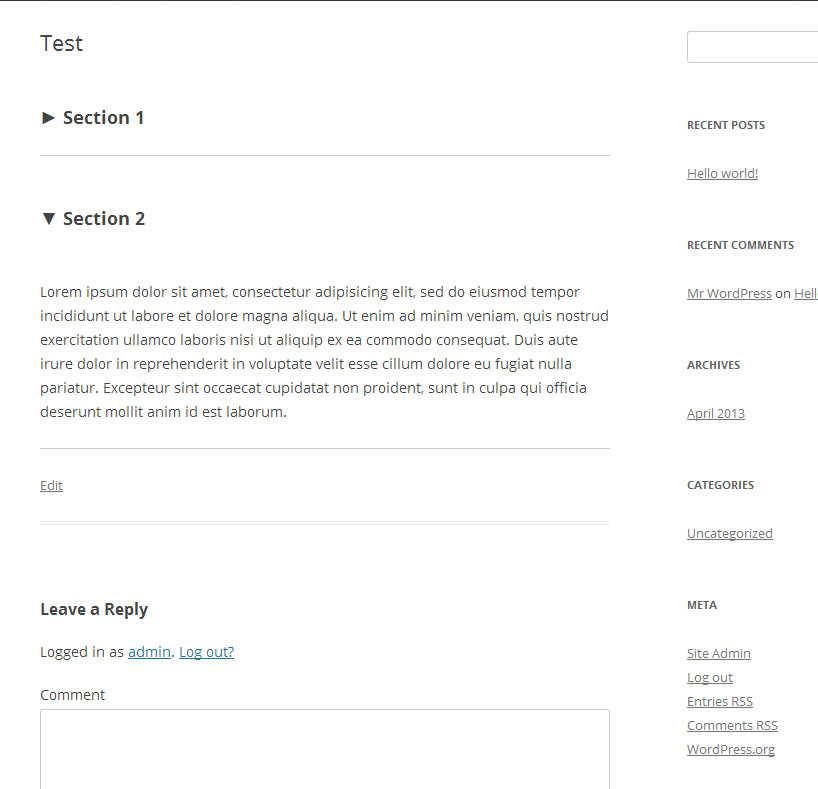 Test
► Section 1
▼ Section 2
Lorem ipsum dolor sit amet, consectetur adipisicing elit, sed do eiusmod tempor
incididunt ut labore et dolore magna aliqua. Ut enim ad minim veniam, quis nostrud
exercitation ullamco laboris nisi ut aliquip ex ea commodo consequat. Duis aute
irure dolor in reprehenderit in voluptate velit esse cillum dolore eu fugiat nulla
pariatur. Excepteur sint occaecat cupidatat non proident, sunt in culpa qui officia
deserunt mollit anim id est laborum.
Edit
Leave a Reply
Logged in as admin. Log out?
Comment
RECENT POSTS
Hello world!
RECENT COMMENTS
Mr WordPress on Hell
ARCHIVES
April 2013
CATEGORIES
Uncategorized
META
Site Admin
Log out
Entries RSS
Comments RSS
WordPress.org